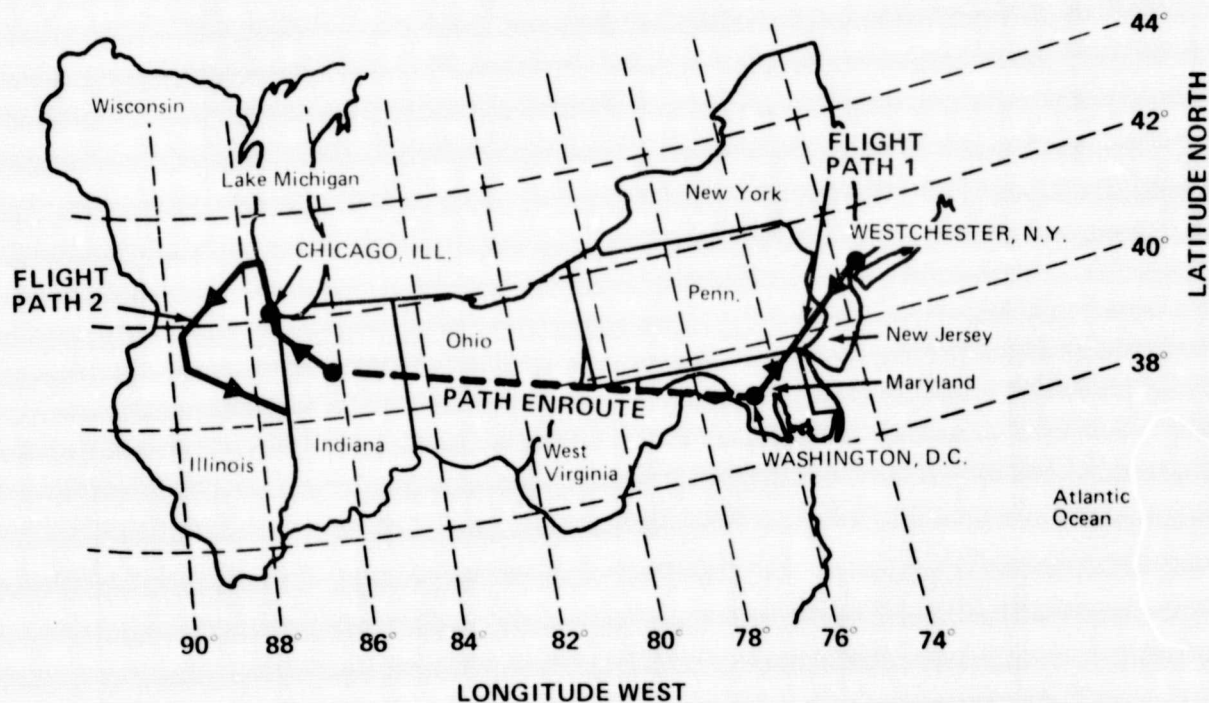 44°
Wisconsin
42°
FLIGHT
PATH 1
Lake Michigan
New York
WESTCHESTER, N.Y.
LATITUDE NORTH
CHICAGO, ILL.
40°
FLIGHT
PATH 2
Penn.
Ohio
New Jersey
38°
Maryland
PATH ENROUTE
Indiana
West
Virginia
Illinois
WASHINGTON, D.C.
Atlantic
Ocean
90° 88° 86° 84° 82° 80° 78° 76° 74°
LONGITUDE WEST